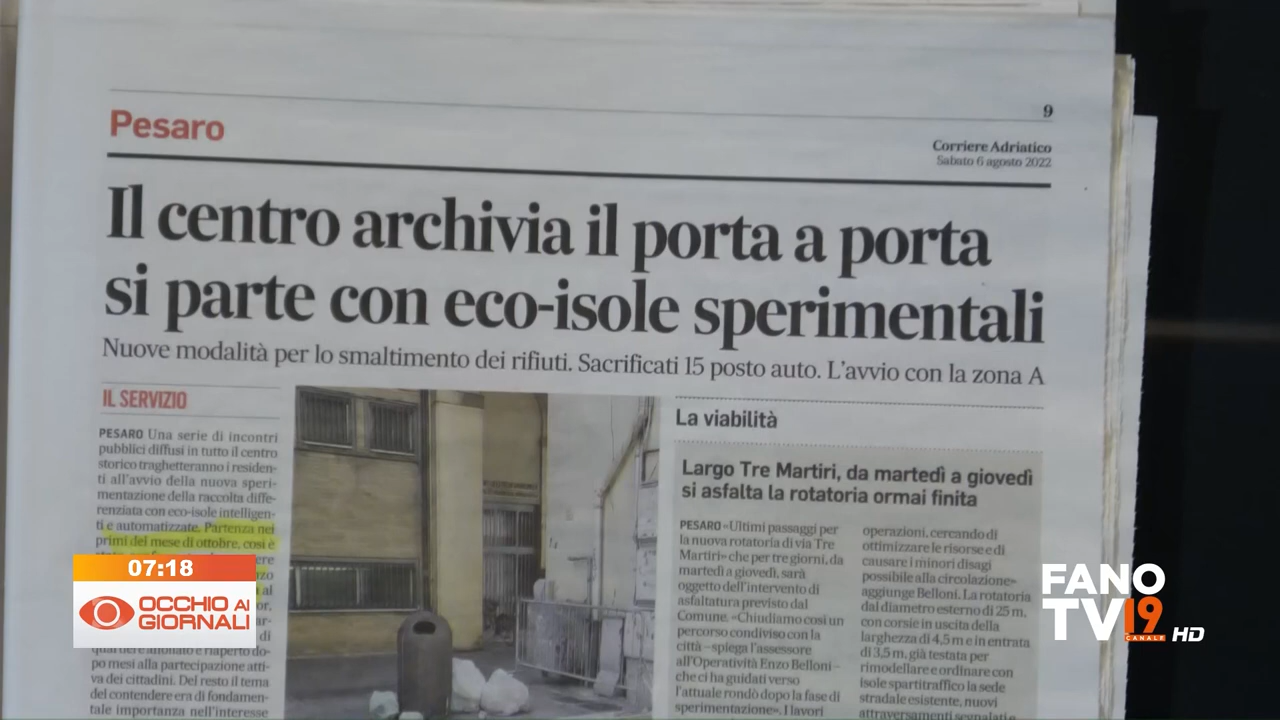 9
Pesaro
Corriere Adriatico
Sabato 6 agosto 2022
Il centro archivia il porta a porta
si parte con eco-isole sperimentali
Nuove modalità per lo smaltimento dei rifiuti. Sacrificati 15 posto auto. L'avvio con la zona A
IL SERVIZIO
PESARO Una serie di incontri
pubblici diffusi in tutto il centro
storico traghetteranno i residen-
ti all'avvio della nuova speri-
mentazione della raccolta diffe-
renziata con eco-isole intelligen-
ti e automatizzate. Partenza nei
primi del mese di ottobre, così è
po mesi alla partecipazione atti-
va dei cittadini. Del resto il tema
del contendere era di fondamen-
tale importanza nell'interesse
La viabilità
Largo Tre Martiri, da martedì a giovedì
si asfalta la rotatoria ormai finita
PESARO «Ultimi passaggi per
la nuova rotatoria di via Tre
Martiri» che per tre giorni, da
martedì a giovedì, sarà
oggetto dell'intervento di
asfaltatura previsto dal
Comune. «Chiudiamo così un
percorso condiviso con la
città – spiega l'assessore
all'Operatività Enzo Belloni –
che ci ha guidati verso
l'attuale rondò dopo la fase di
sperimentazione». I lavori
operazioni, cercando di
ottimizzare le risorse e di
causare i minori disagi
possibile alla circolazione»
aggiunge Belloni. La rotatoria
dal diametro esterno di 25 m,
con corsie in uscita della
larghezza di 4,5 m e in entrata
di 3,5 m, già testata per
rimodellare e ordinare con
isole spartitraffico la sede
stradale esistente, nuovi
attraversamenti segnalati e
07:18
OCCHIO AI
GIORNALI
FANO
TV19
CANALE
HD